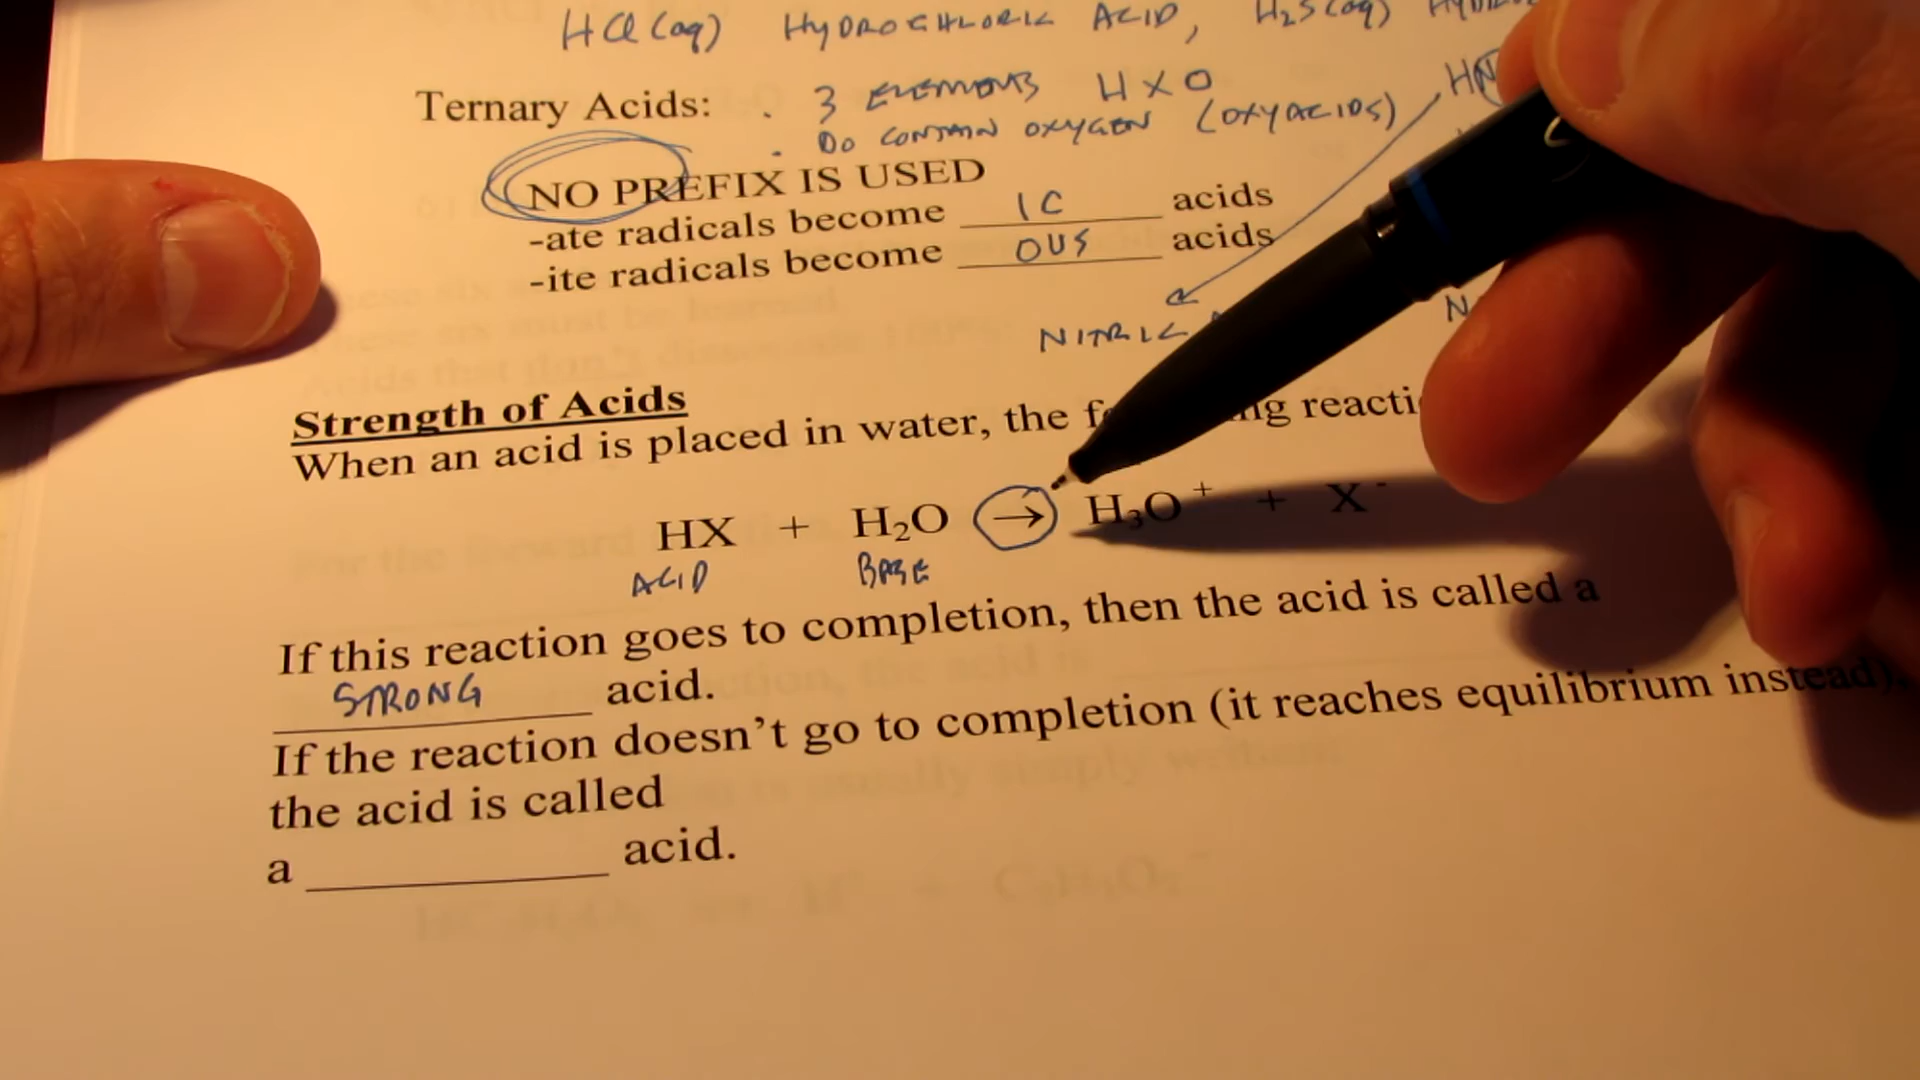 HCl(aq) HYDROCHLORIC ACID, H₂S(aq)
Ternary Acids: . 3 ELEMENTS HXO
. DO CONTAIN OXYGEN (OXYACIDS)
NO PREFIX IS USED
-ate radicals become IC acids
-ite radicals become OUS acids
NITRIC
Strength of Acids
When an acid is placed in water, the
HX + H₂O → H₃O⁺ + X⁻
ACID BASE
If this reaction goes to completion, then the acid is called a
STRONG acid.
If the reaction doesn't go to completion (it reaches equilibrium instead),
the acid is called
a ____________ acid.